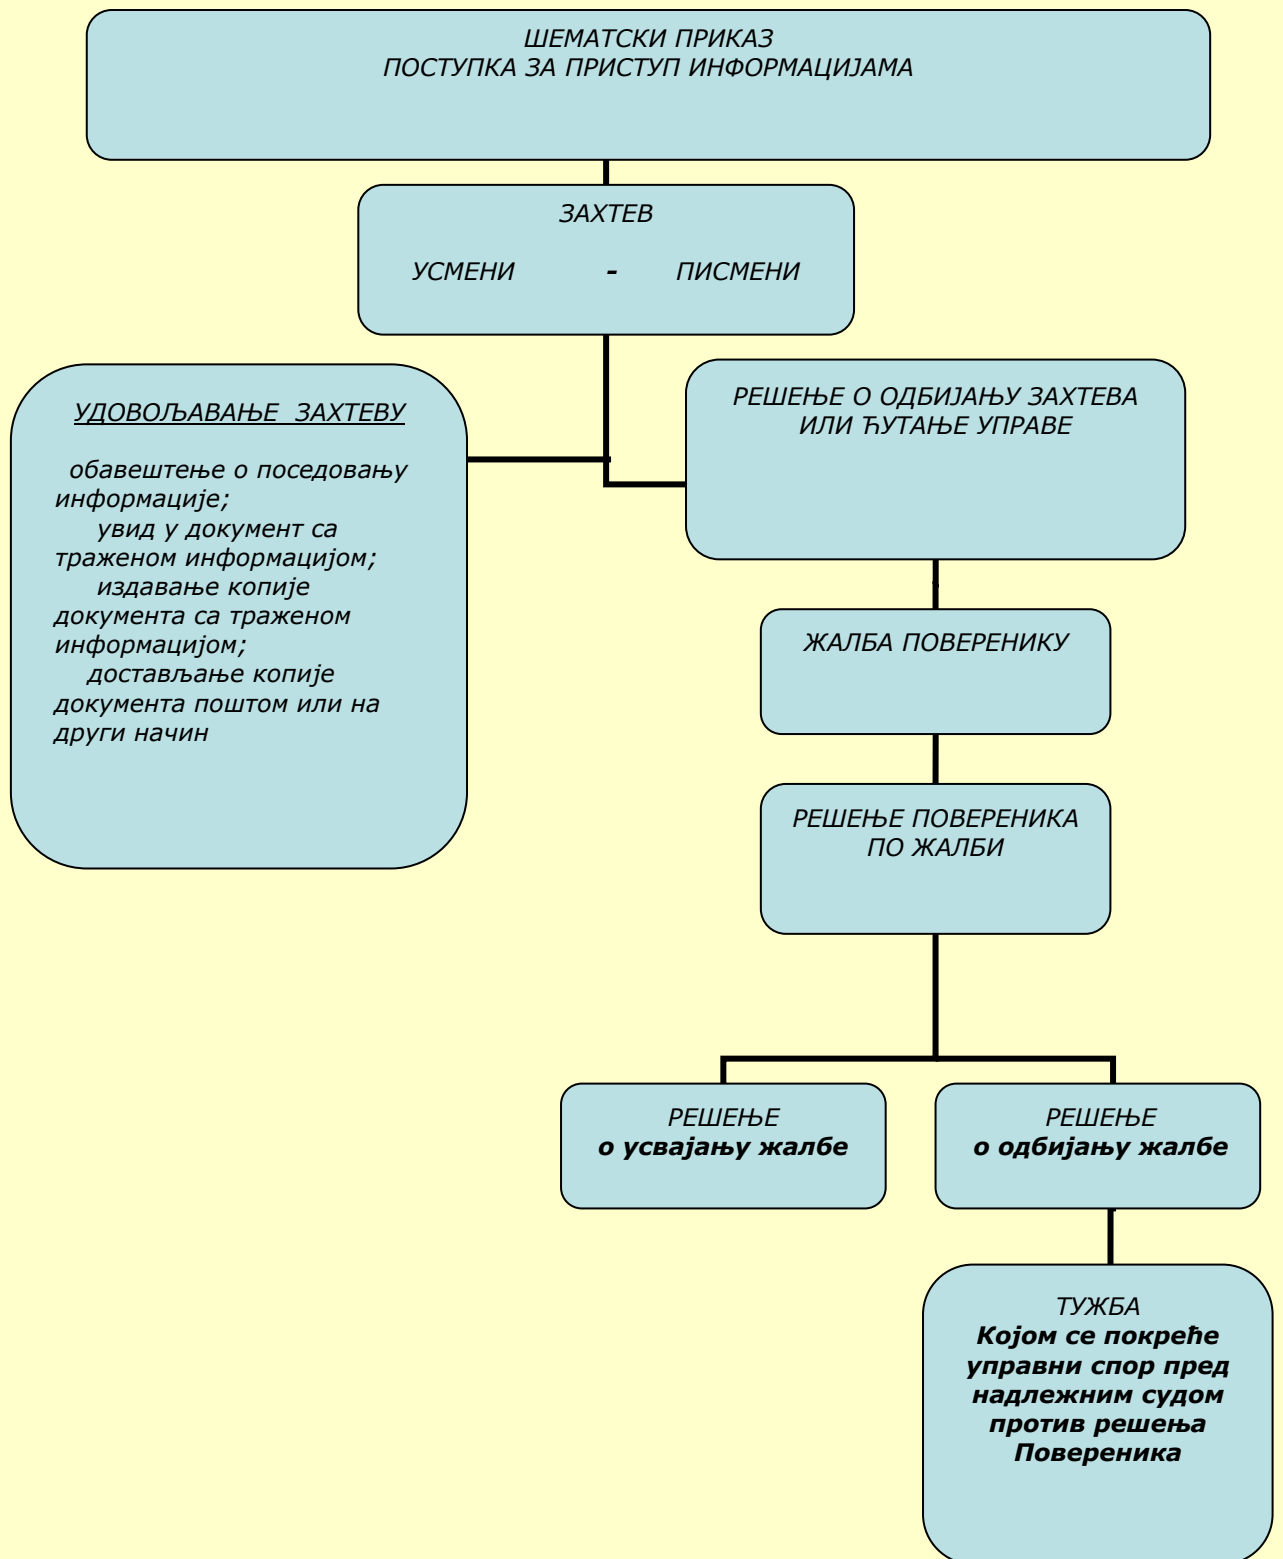 ШЕМАТСКИ ПРИКАЗ
ПОСТУПКА ЗА ПРИСТУП ИНФОРМАЦИЈАМА
ЗАХТЕВ
УСМЕНИ - ПИСМЕНИ
УДОВОЉАВАЊЕ ЗАХТЕВУ
обавештење о поседовању
информације;
увид у документ са
траженом информацијом;
издавање копије
документа са траженом
информацијом;
достављање копије
документа поштом или на
други начин
РЕШЕЊЕ О ОДБИЈАЊУ ЗАХТЕВА
ИЛИ ЋУТАЊЕ УПРАВЕ
ЖАЛБА ПОВЕРЕНИКУ
РЕШЕЊЕ ПОВЕРЕНИКА
ПО ЖАЛБИ
РЕШЕЊЕ
о усвајању жалбе
РЕШЕЊЕ
о одбијању жалбе
ТУЖБА
Којом се покреће
управни спор пред
надлежним судом
против решења
Повереника